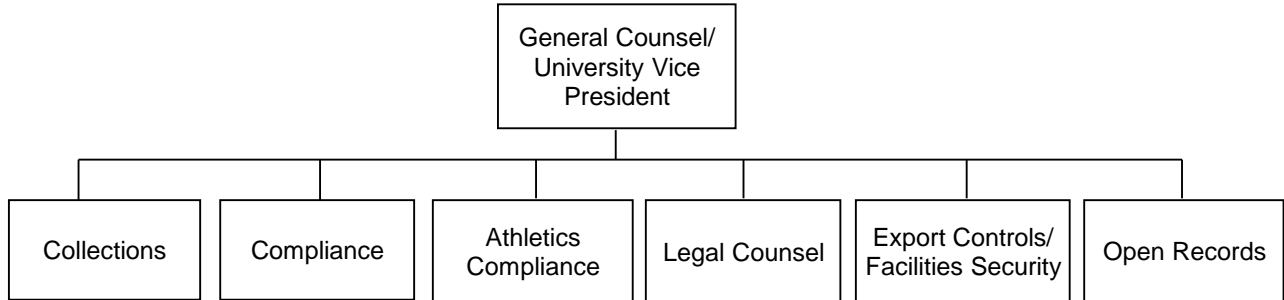 General Counsel/
University Vice
President
Collections
Compliance
Athletics
Compliance
Legal Counsel
Export Controls/
Facilities Security
Open Records